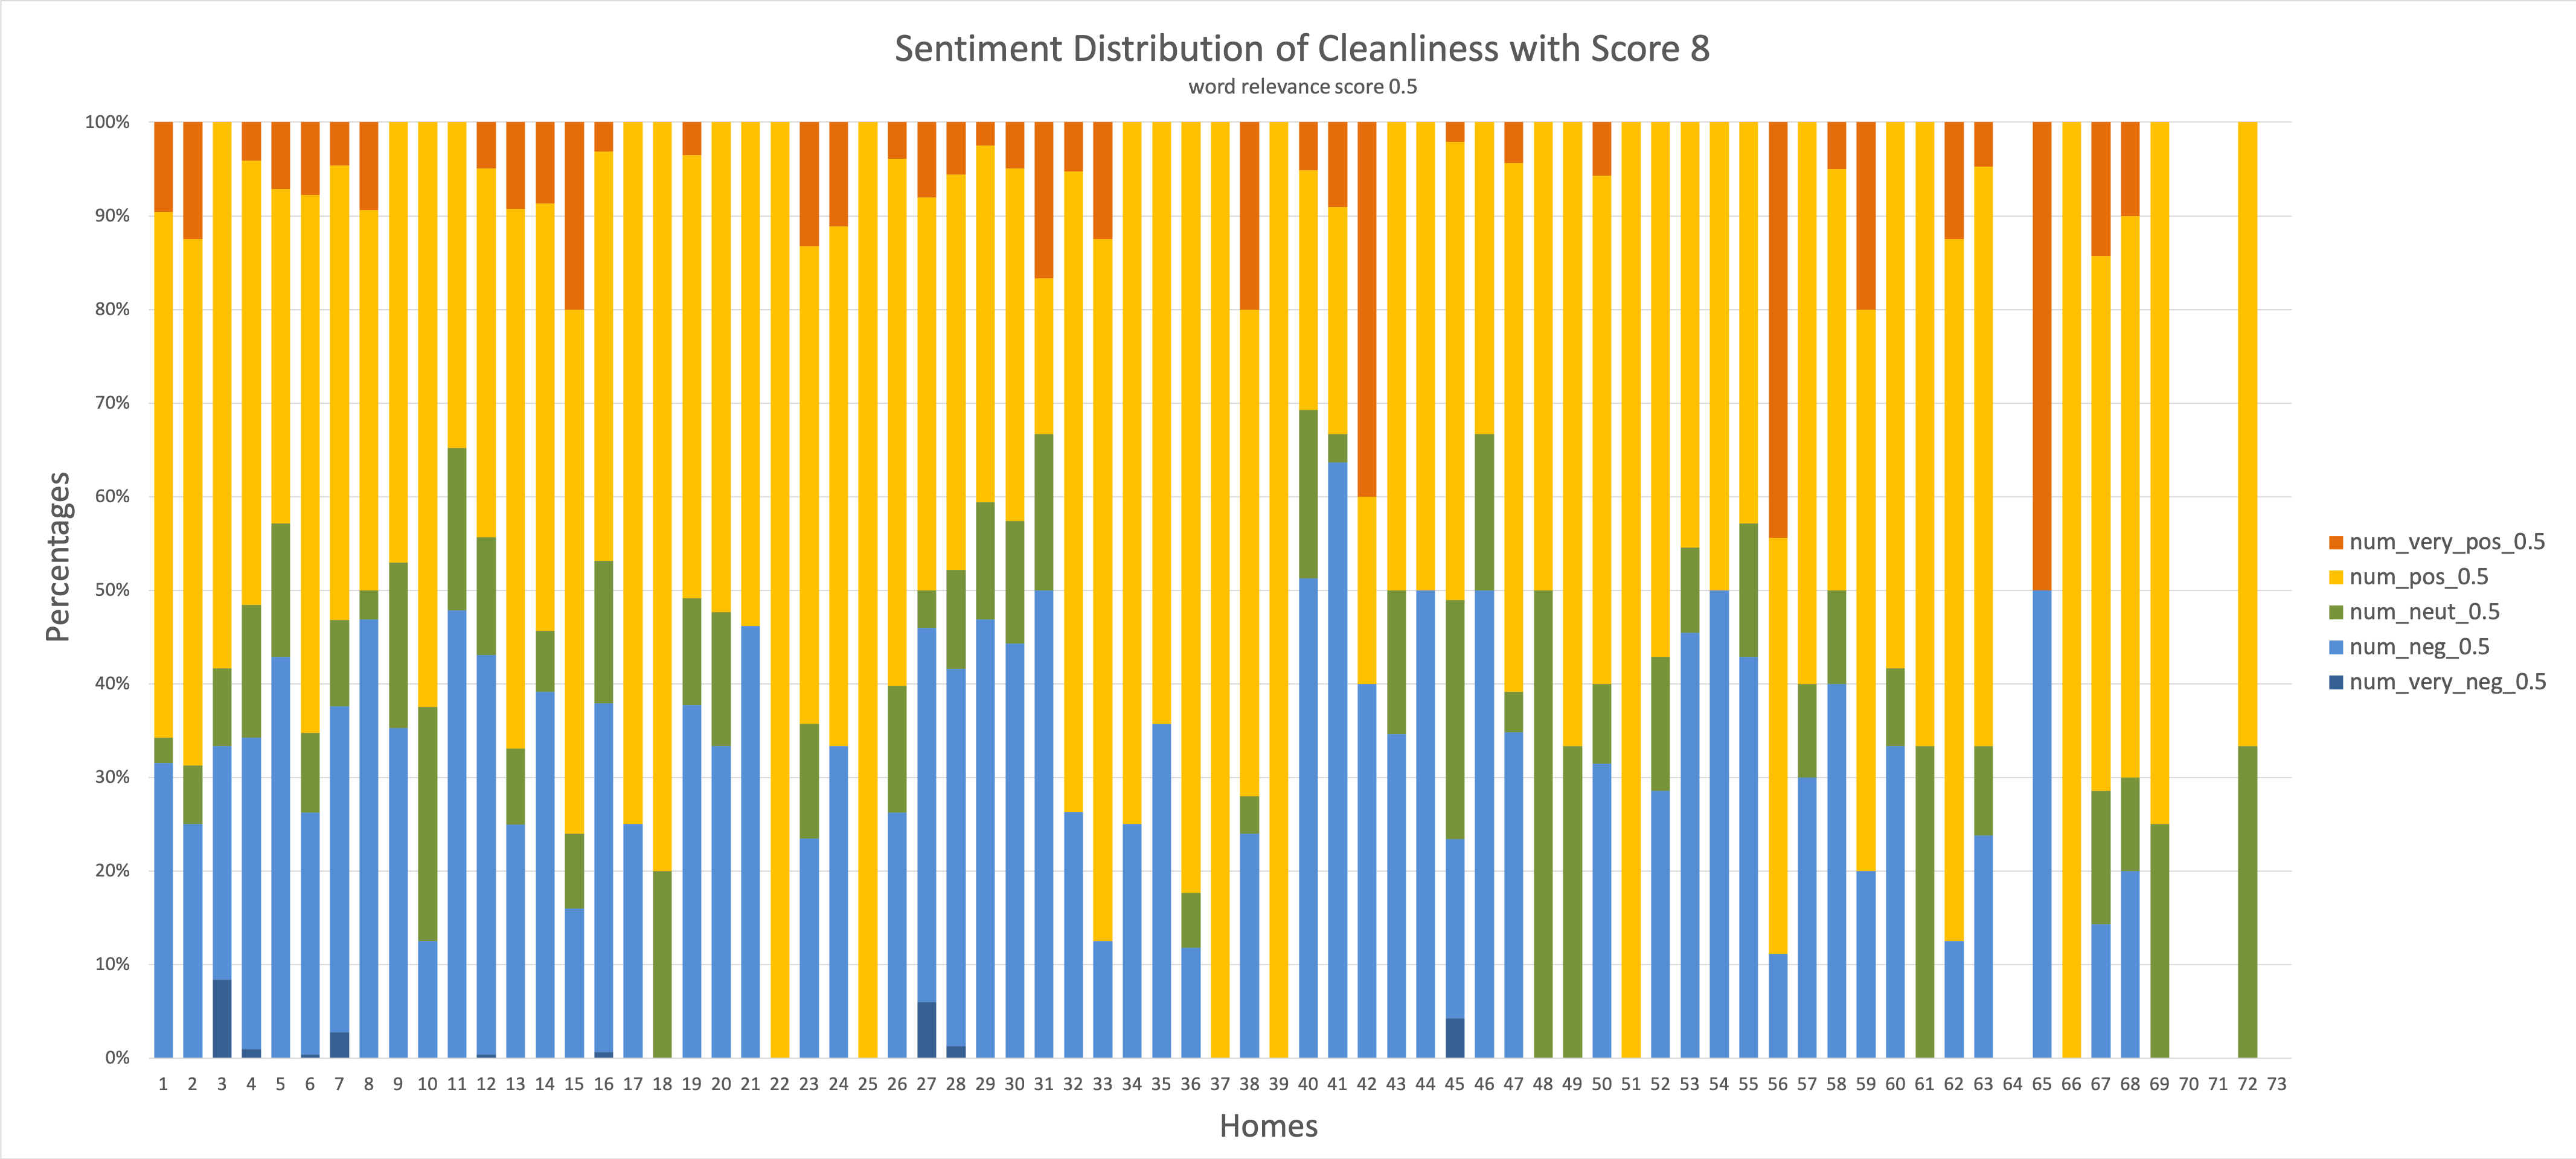 Sentiment Distribution of Cleanliness with Score 8
word relevance score 0.5
Percentages
100%
90%
80%
70%
60%
50%
40%
30%
20%
10%
0%
1 2 3 4 5 6 7 8 9 10 11 12 13 14 15 16 17 18 19 20 21 22 23 24 25 26 27 28 29 30 31 32 33 34 35 36 37 38 39 40 41 42 43 44 45 46 47 48 49 50 51 52 53 54 55 56 57 58 59 60 61 62 63 64 65 66 67 68 69 70 71 72 73
Homes
num_very_pos_0.5
num_pos_0.5
num_neut_0.5
num_neg_0.5
num_very_neg_0.5